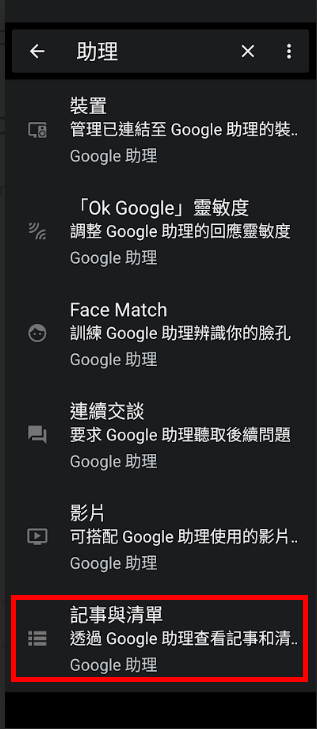 助理
裝置
管理已連結至 Google 助理的裝..
Google 助理
「Ok Google」靈敏度
調整 Google 助理的回應靈敏度
Google 助理
Face Match
訓練 Google 助理辨識你的臉孔
Google 助理
連續交談
要求 Google 助理聽取後續問題
Google 助理
影片
可搭配 Google 助理使用的影片..
Google 助理
記事與清單
透過 Google 助理查看記事和清..
Google 助理